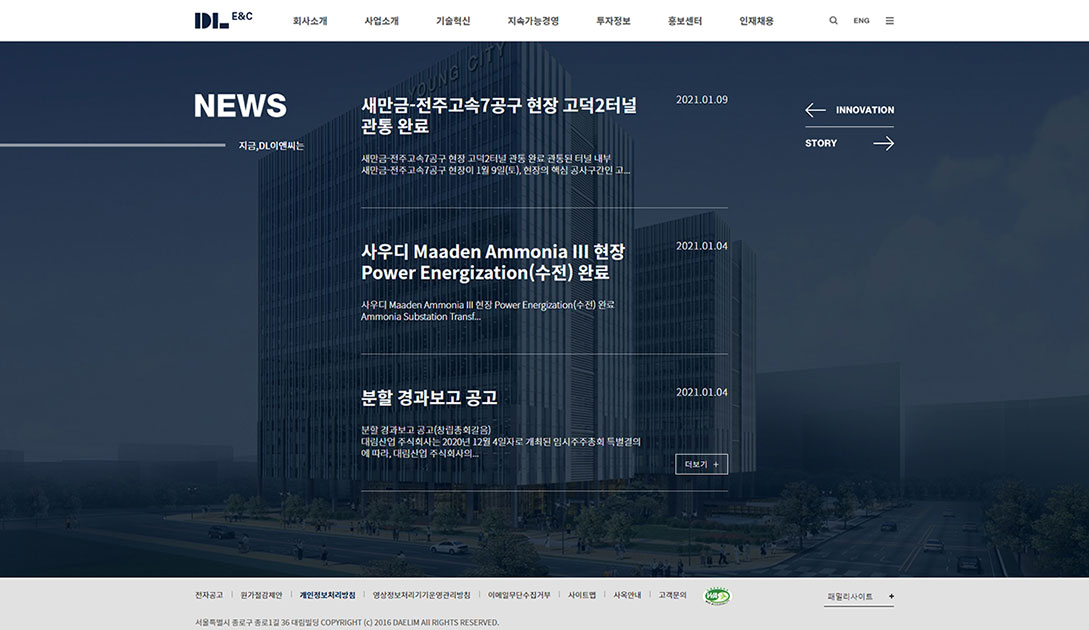 DL E&C
회사소개 사업소개 기술혁신 지속가능경영 투자정보 홍보센터 인재채용 ENG
YOUNG CITY
NEWS
지금,DL이앤씨는
새만금-전주고속7공구 현장 고덕2터널
관통 완료
2021.01.09
새만금-전주고속7공구 현장 고덕2터널 관통 완료 관통된 터널 내부
새만금-전주고속7공구 현장이 1월 9일(토), 현장의 핵심 공사구간인 고...
사우디 Maaden Ammonia III 현장
Power Energization(수전) 완료
2021.01.04
사우디 Maaden Ammonia III 현장 Power Energization(수전) 완료
Ammonia Substation Transf...
분할 경과보고 공고
2021.01.04
분할 경과보고 공고(창립총회갈음)
대림산업 주식회사는 2020년 12월 4일자로 개최된 임시주주총회 특별결의
에 따라, 대림산업 주식회사의...
더보기 +
INNOVATION
STORY
전자공고 | 원가절감제안 | 개인정보처리방침 | 영상정보처리기기운영관리방침 | 이메일무단수집거부 | 사이트맵 | 사옥안내 | 고객문의
WA
패밀리사이트 +
서울특별시 종로구 종로1길 36 대림빌딩 COPYRIGHT (c) 2016 DAELIM All RIGHTS RESERVED.